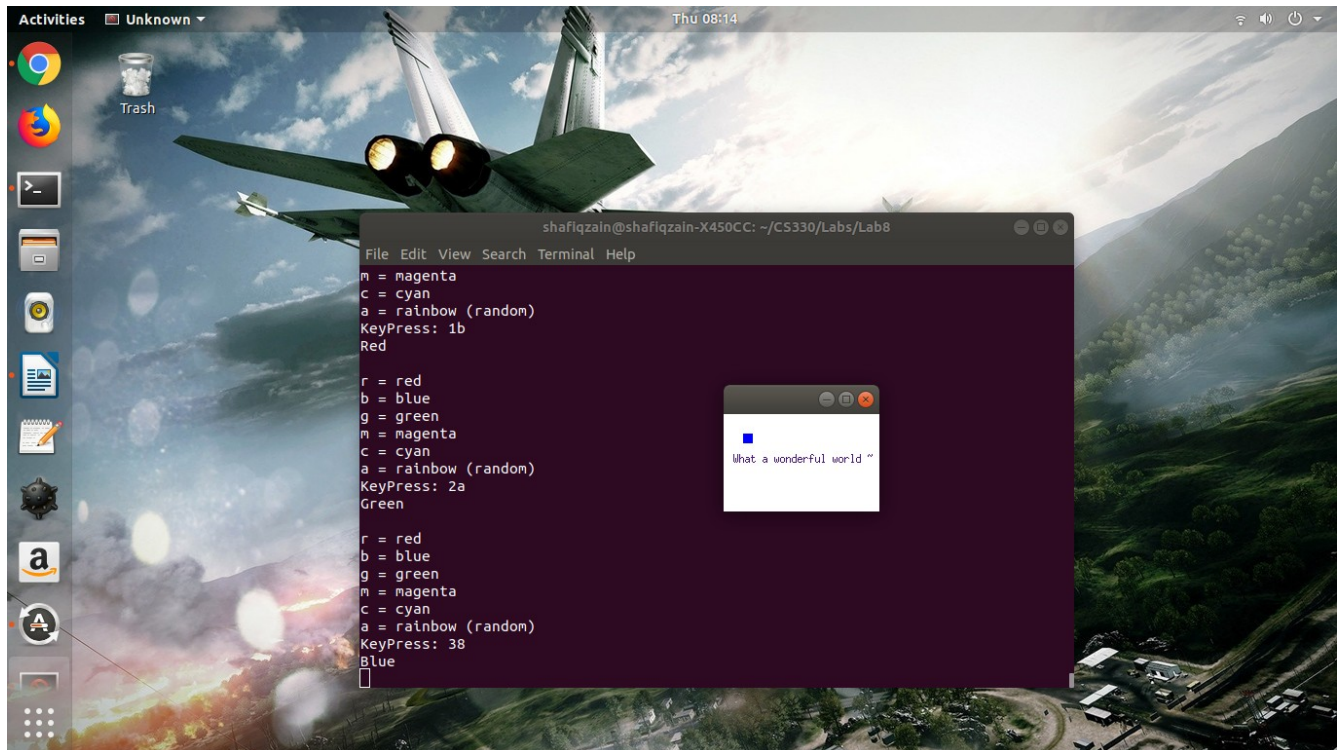 Activities Unknown Thu 08:14
Trash
shafiqzain@shafiqzain-X450CC: ~/CS330/Labs/Lab8
File Edit View Search Terminal Help
m = magenta
c = cyan
a = rainbow (random)
KeyPress: 1b
Red
r = red
b = blue
g = green
m = magenta
c = cyan
a = rainbow (random)
KeyPress: 2a
Green
r = red
b = blue
g = green
m = magenta
c = cyan
a = rainbow (random)
KeyPress: 38
Blue
What a wonderful world ~